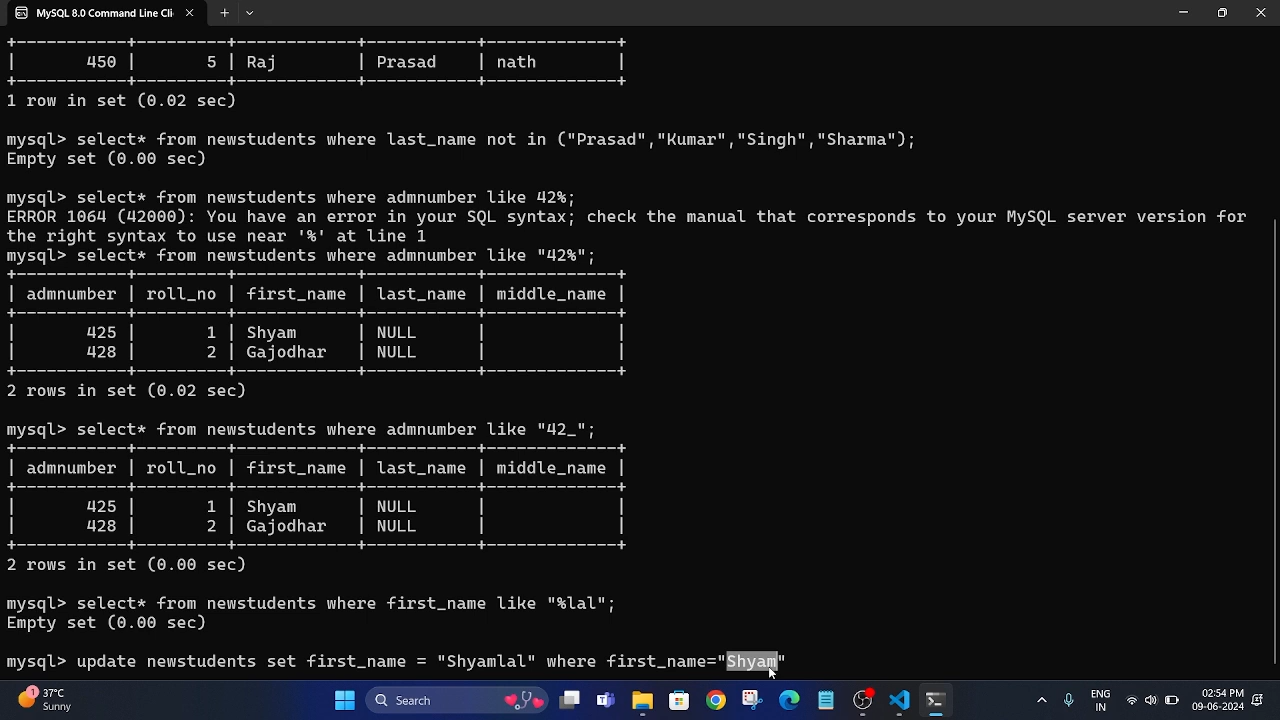 MySQL 8.0 Command Line Cli
+-----------+---------+------------+-----------+-------------+
| 450 | 5 | Raj | Prasad | nath |
+-----------+---------+------------+-----------+-------------+
1 row in set (0.02 sec)
mysql> select* from newstudents where last_name not in ("Prasad","Kumar","Singh","Sharma");
Empty set (0.00 sec)
mysql> select* from newstudents where admnumber like 42%;
ERROR 1064 (42000): You have an error in your SQL syntax; check the manual that corresponds to your MySQL server version for
the right syntax to use near '%' at line 1
mysql> select* from newstudents where admnumber like "42%";
+-----------+---------+------------+-----------+-------------+
| admnumber | roll_no | first_name | last_name | middle_name |
+-----------+---------+------------+-----------+-------------+
| 425 | 1 | Shyam | NULL | |
| 428 | 2 | Gajodhar | NULL | |
+-----------+---------+------------+-----------+-------------+
2 rows in set (0.02 sec)
mysql> select* from newstudents where admnumber like "42_";
+-----------+---------+------------+-----------+-------------+
| admnumber | roll_no | first_name | last_name | middle_name |
+-----------+---------+------------+-----------+-------------+
| 425 | 1 | Shyam | NULL | |
| 428 | 2 | Gajodhar | NULL | |
+-----------+---------+------------+-----------+-------------+
2 rows in set (0.00 sec)
mysql> select* from newstudents where first_name like "%lal";
Empty set (0.00 sec)
mysql> update newstudents set first_name = "Shyamlal" where first_name="Shyam"
1
37°C
Sunny
Search
ENG
IN
02:54 PM
09-06-2024